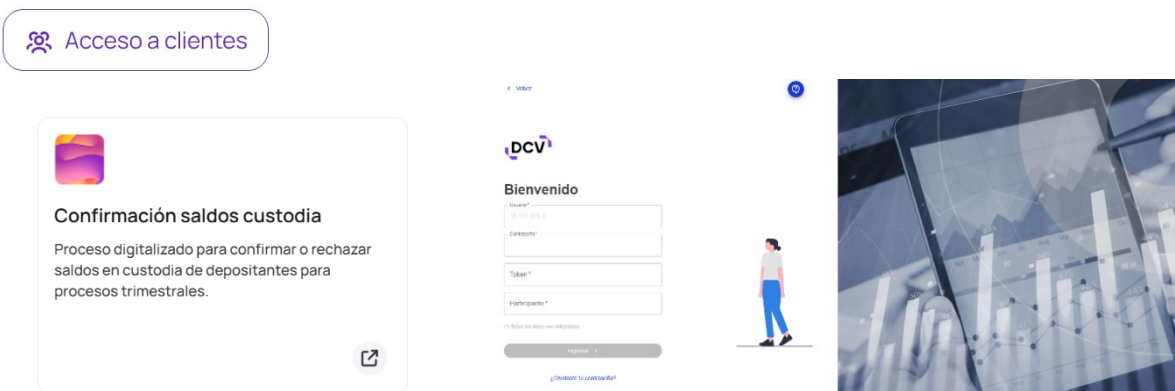 Acceso a clientes
Confirmación saldos custodia
Proceso digitalizado para confirmar o rechazar
saldos en custodia de depositantes para
procesos trimestrales.
Volver
DCV
Bienvenido
Usuario*
Contraseña*
Token *
Participante *
Ingresar
¿Olvidaste tu contraseña?